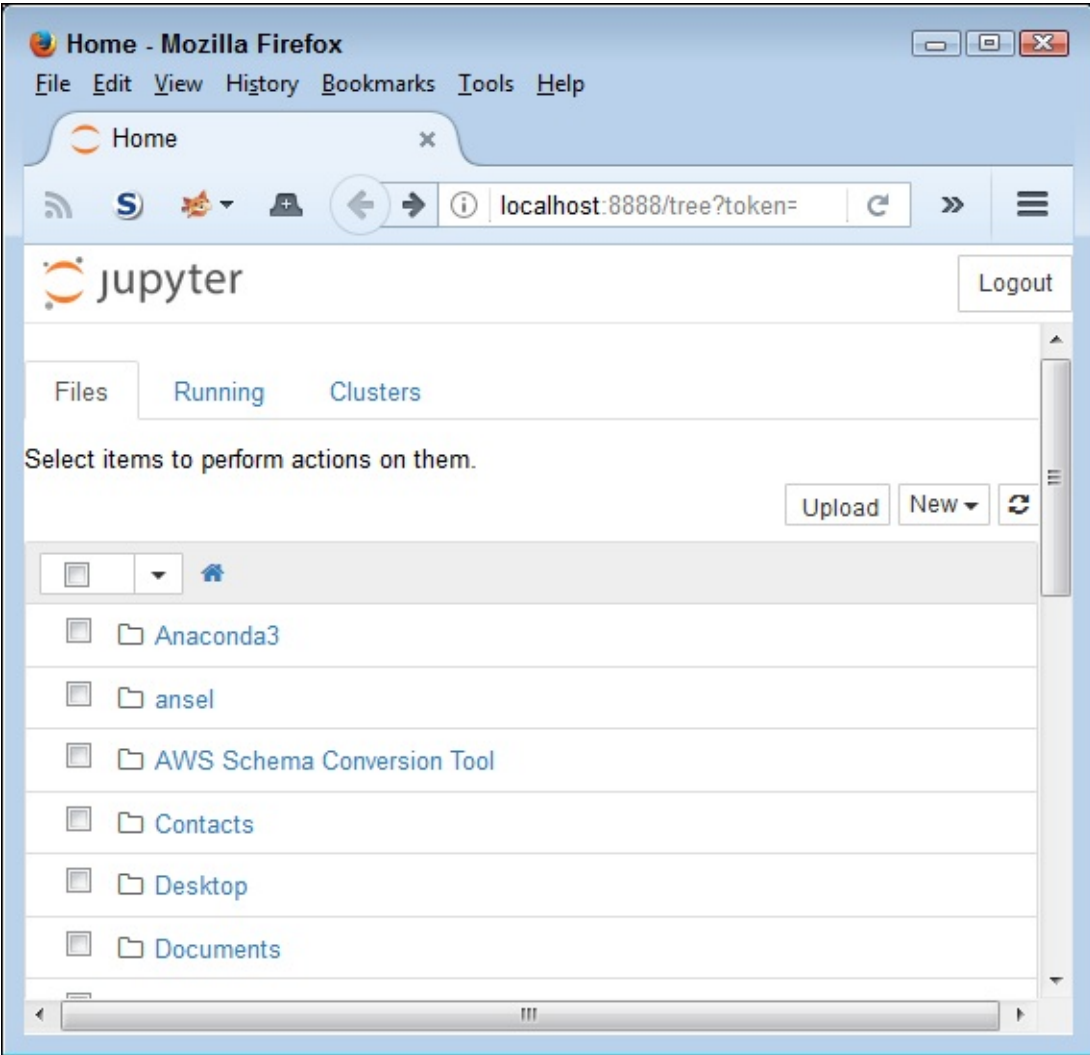 Home - Mozilla Firefox
File Edit View History Bookmarks Tools Help
Home
S localhost:8888/tree?token=
jupyter Logout
Files Running Clusters
Select items to perform actions on them.
Upload New
Anaconda3
ansel
AWS Schema Conversion Tool
Contacts
Desktop
Documents